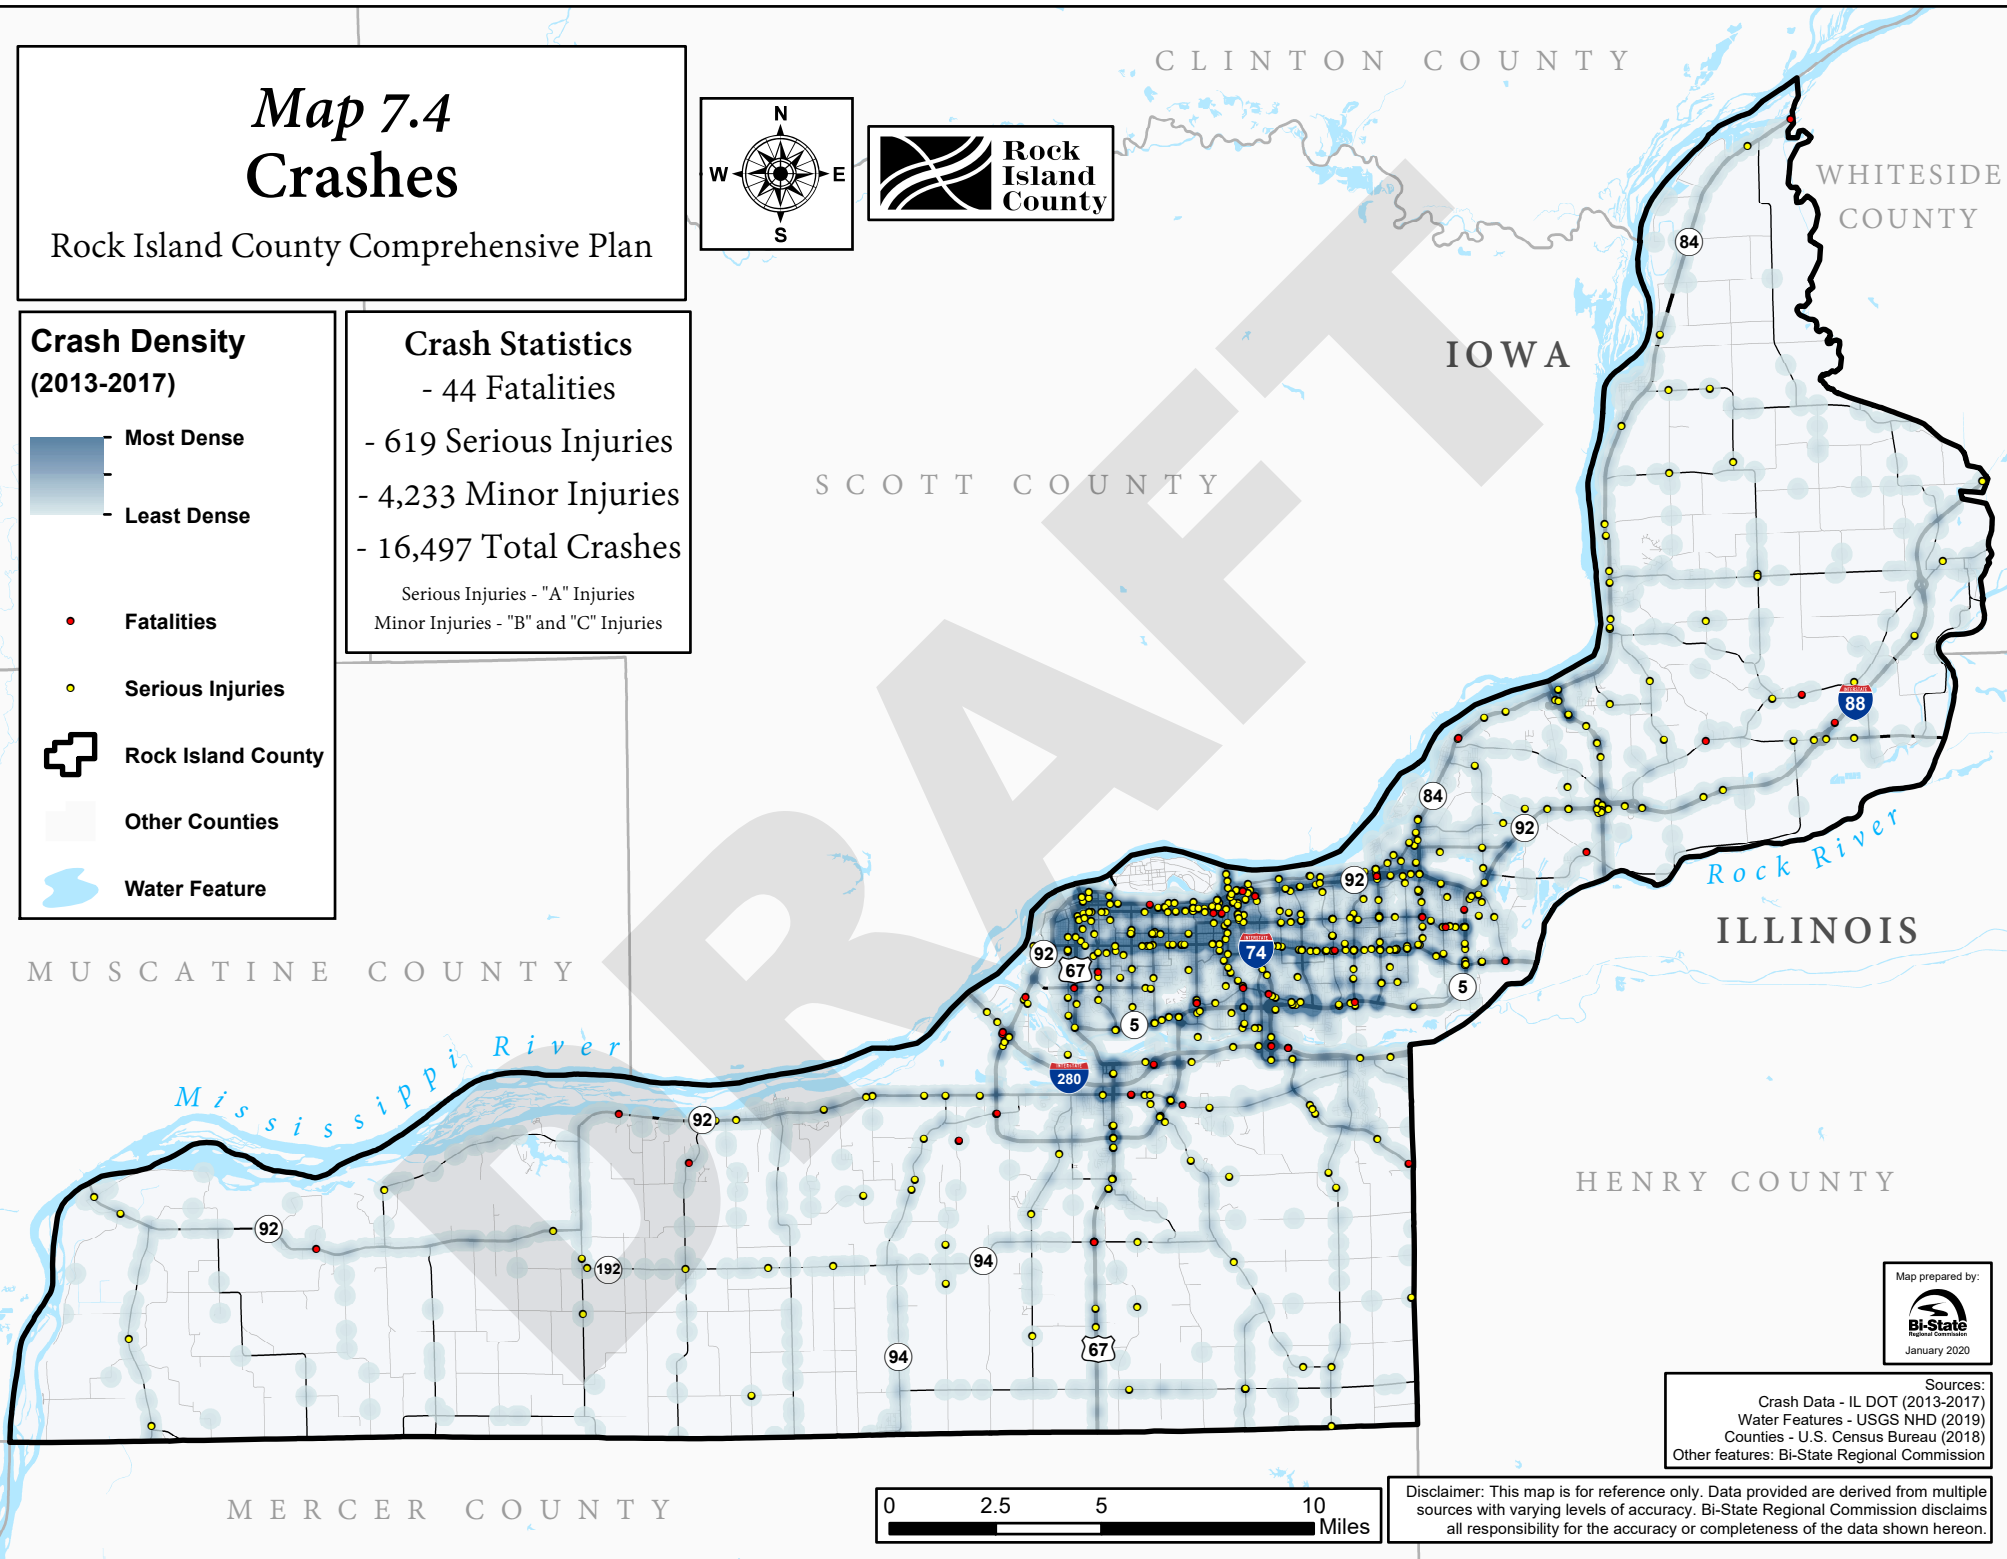 Map 7.4
Crashes
Rock Island County Comprehensive Plan
N
W
E
S
Rock
Island
County
CLINTON COUNTY
WHITESIDE
COUNTY
Crash Density
(2013-2017)
Most Dense
Least Dense
Fatalities
Serious Injuries
Rock Island County
Other Counties
Water Feature
Crash Statistics
- 44 Fatalities
- 619 Serious Injuries
- 4,233 Minor Injuries
- 16,497 Total Crashes
Serious Injuries - "A" Injuries
Minor Injuries - "B" and "C" Injuries
84
IOWA
SCOTT COUNTY
DRAFT
INTERSTATE
88
84
92
Rock River
92
ILLINOIS
92
67
INTERSTATE
74
5
5
MUSCATINE COUNTY
Mississippi River
INTERSTATE
280
92
HENRY COUNTY
92
192
94
94
67
MERCER COUNTY
Map prepared by:
Bi-State
Regional Commission
January 2020
Sources:
Crash Data - IL DOT (2013-2017)
Water Features - USGS NHD (2019)
Counties - U.S. Census Bureau (2018)
Other features: Bi-State Regional Commission
0 2.5 5 10
Miles
Disclaimer: This map is for reference only. Data provided are derived from multiple
sources with varying levels of accuracy. Bi-State Regional Commission disclaims
all responsibility for the accuracy or completeness of the data shown hereon.